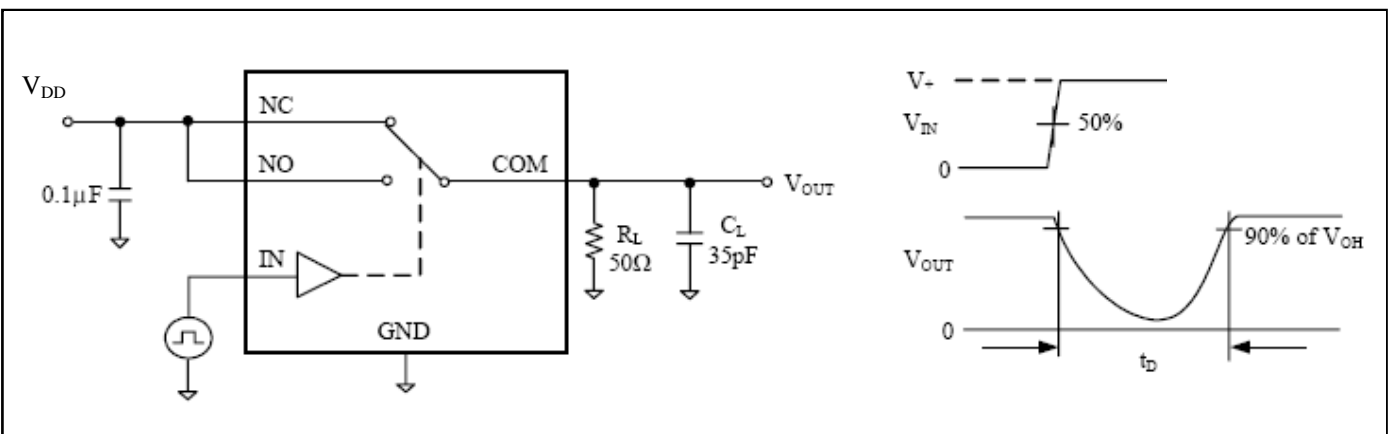 V_DD
NC
NO
COM
V_OUT
0.1µF
R_L
50Ω
C_L
35pF
IN
GND
V+
V_IN
50%
0
V_OUT
90% of V_OH
0
t_D